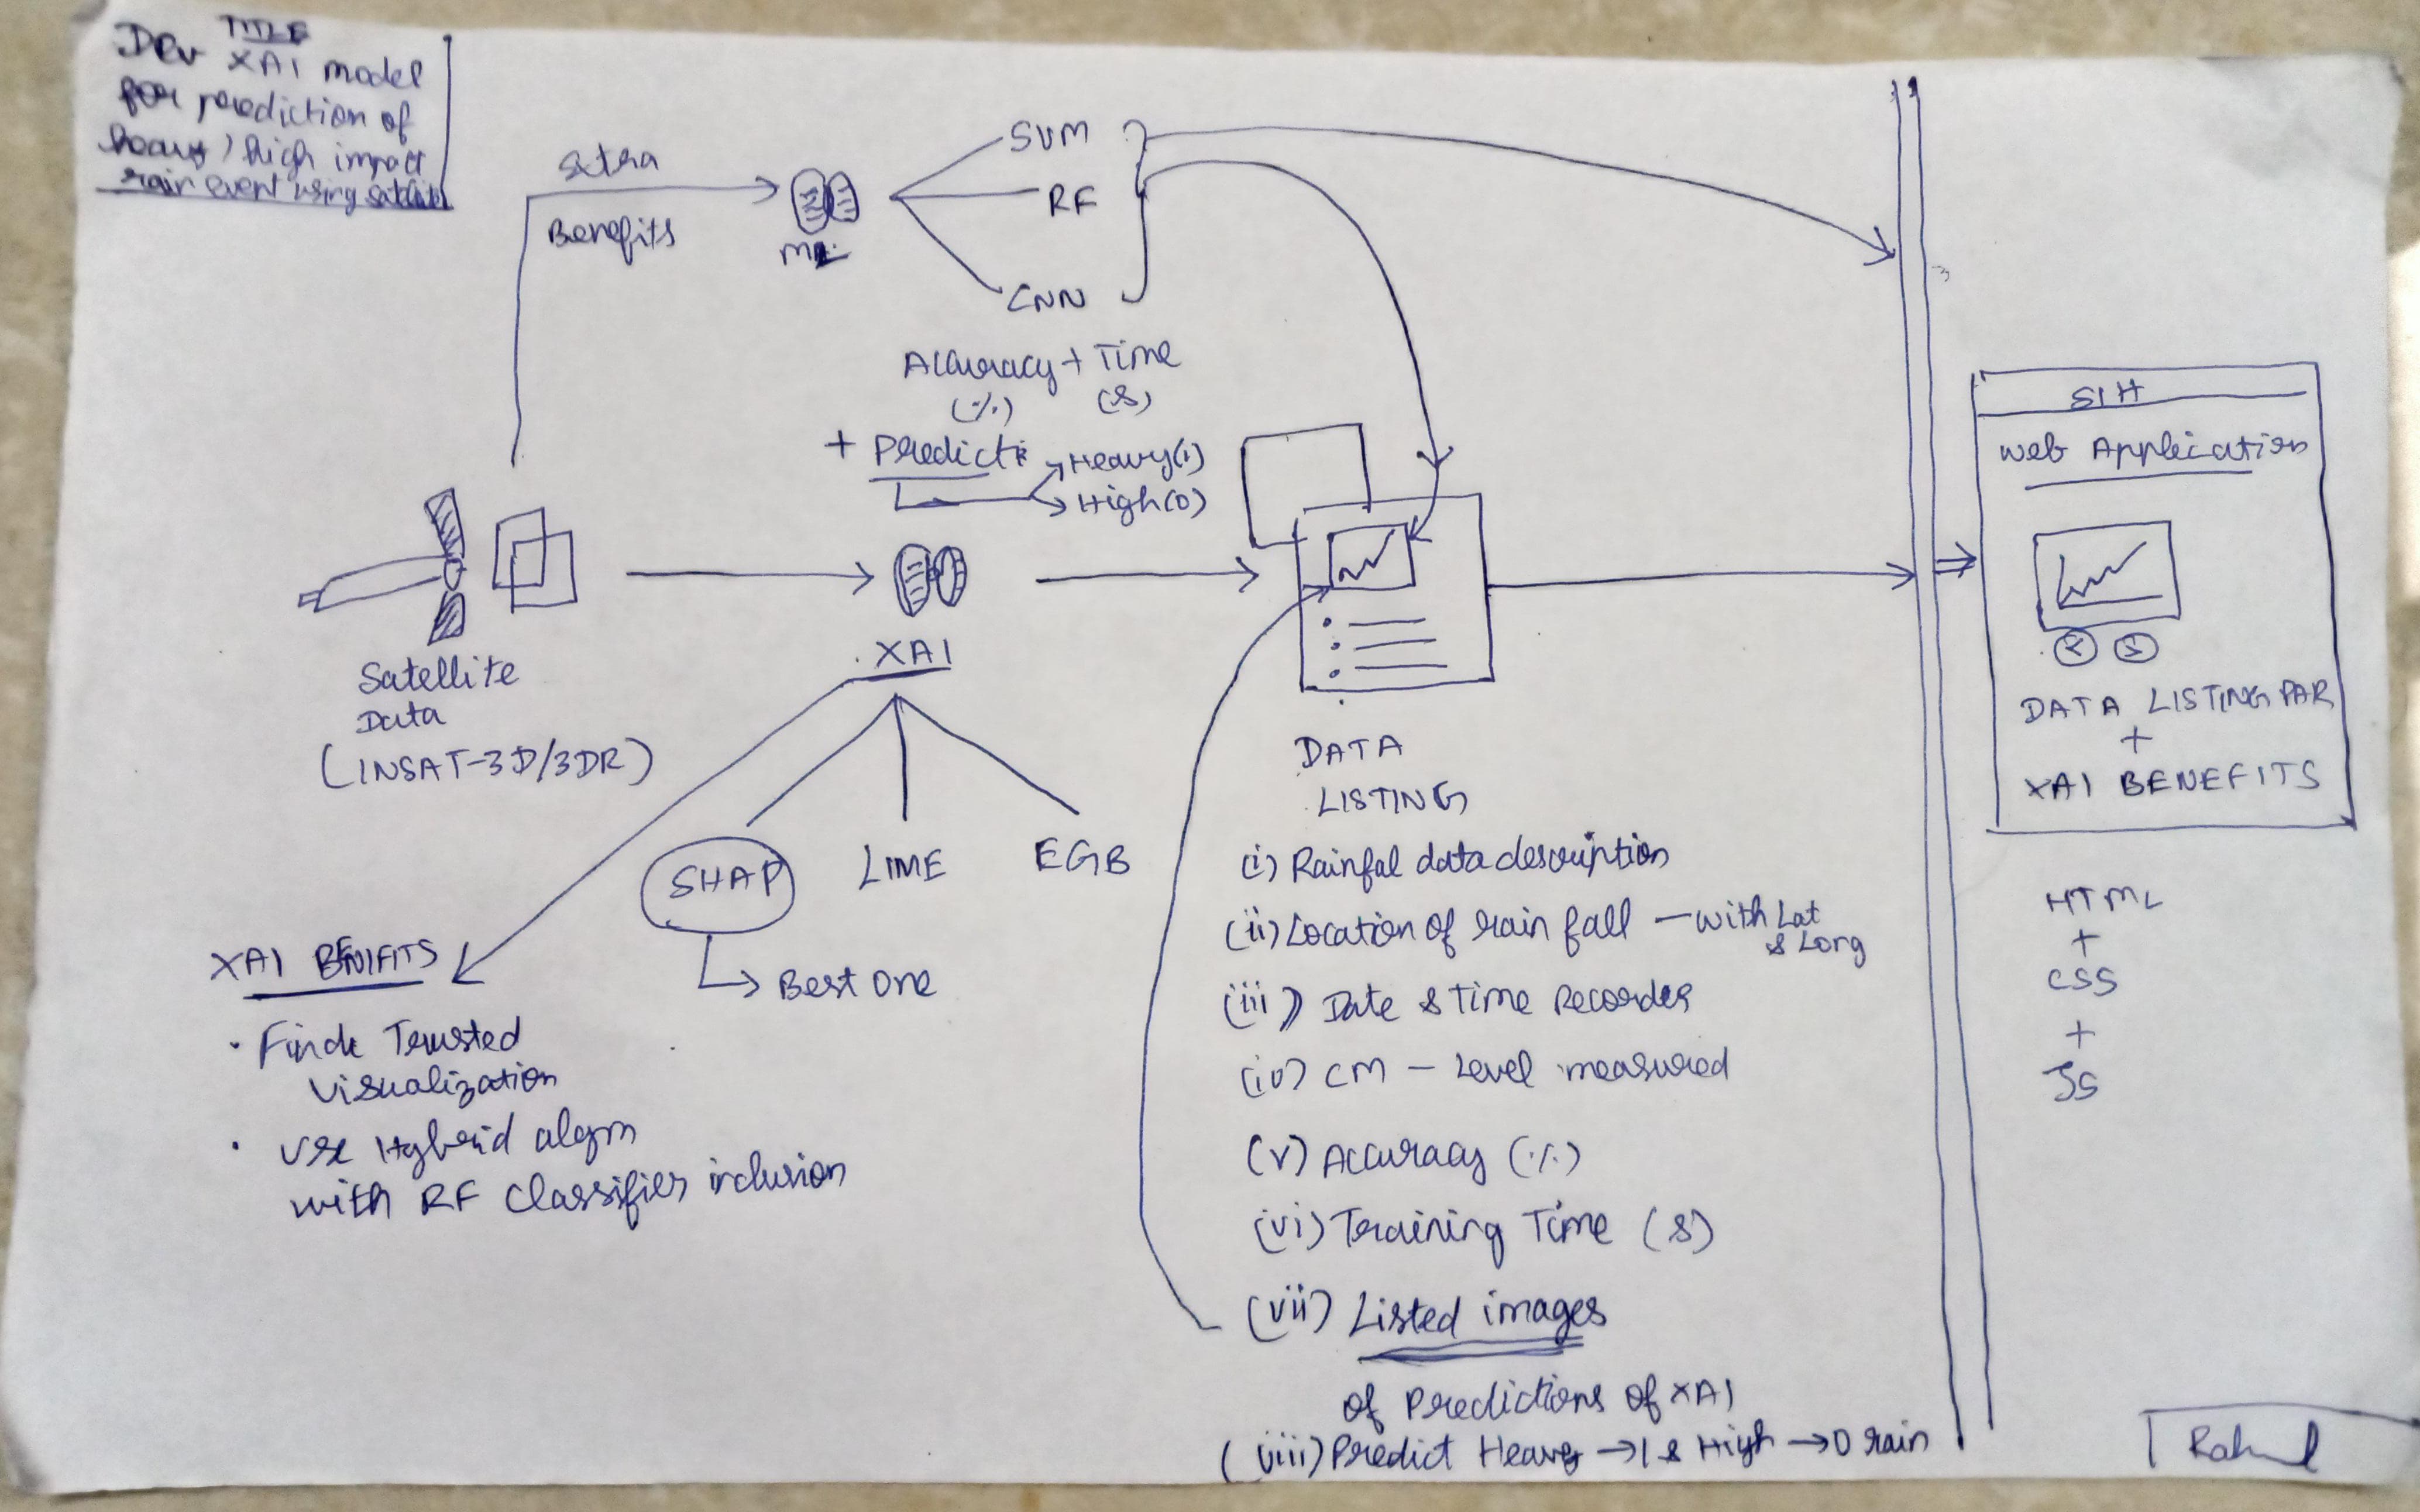 TITLE
Dev XAI model
for prediction of
heavy / high impact
rain event using satellite
Extra
Benefits
ML
SVM
RF
CNN
Accuracy + Time
(%) (s)
+ Predict
Heavy(1)
High(0)
Satellite
Data
(INSAT-3D/3DR)
XAI
SHAP
LIME
EGB
Best One
XAI BENIFITS
• Finde Trusted
Visualization
• Use Hybrid algm
with RF Classifier inclusion
DATA
LISTING
(i) Rainfal data description
(ii) Location of rain fall — with Lat
& Long
(iii) Date & Time Recorder
(iv) CM — Level measured
(v) Accuracy (%)
(vi) Training Time (s)
(vii) Listed images
of Predictions of XAI
(viii) Predict Heavy → 1 & High → 0 rain
SIH
Web Application
DATA LISTING PAR
+
XAI BENEFITS
HTML
+
CSS
+
JS
Rahul